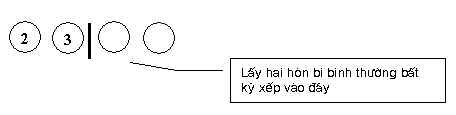 2 3
Lấy hai hòn bi bình thường bất
kỳ xếp vào đây